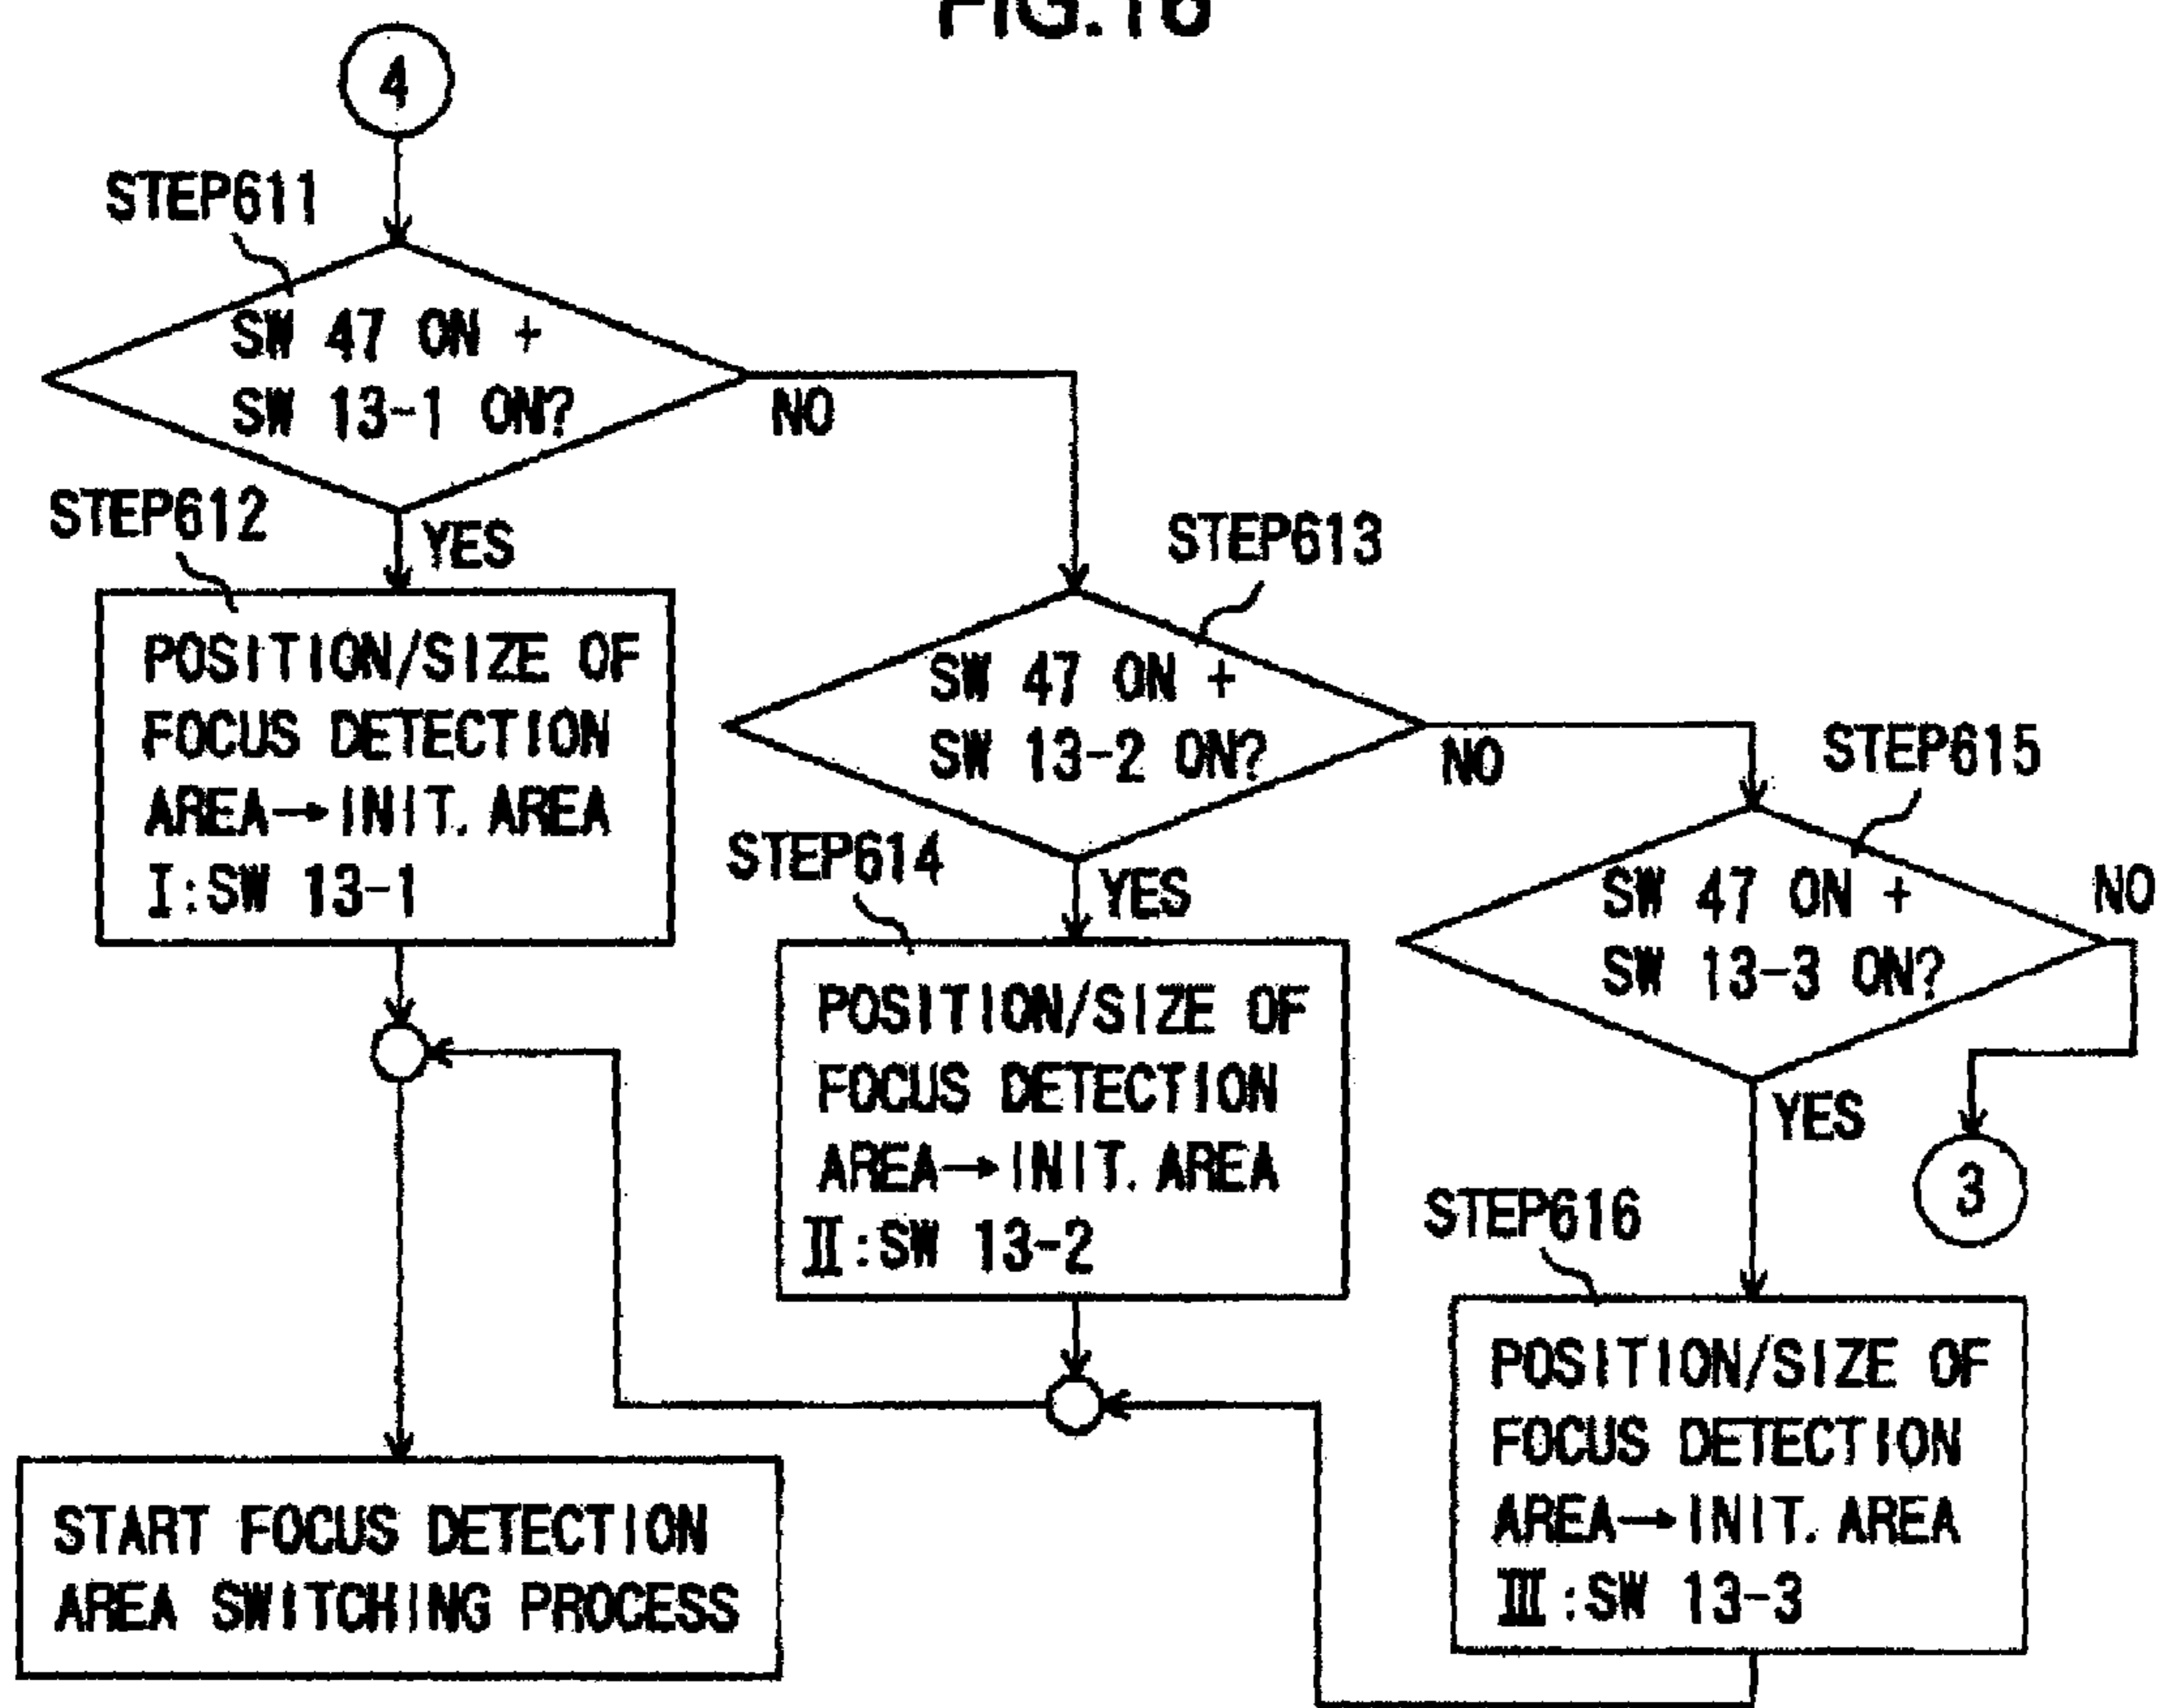 4
STEP611
SW 47 ON +
SW 13-1 ON?
NO
STEP612
YES
POSITION/SIZE OF
FOCUS DETECTION
AREA→INIT. AREA
I:SW 13-1
STEP613
SW 47 ON +
SW 13-2 ON?
NO
STEP614
YES
POSITION/SIZE OF
FOCUS DETECTION
AREA→INIT. AREA
II:SW 13-2
STEP615
SW 47 ON +
SW 13-3 ON?
NO
3
YES
STEP616
POSITION/SIZE OF
FOCUS DETECTION
AREA→INIT. AREA
III:SW 13-3
START FOCUS DETECTION
AREA SWITCHING PROCESS